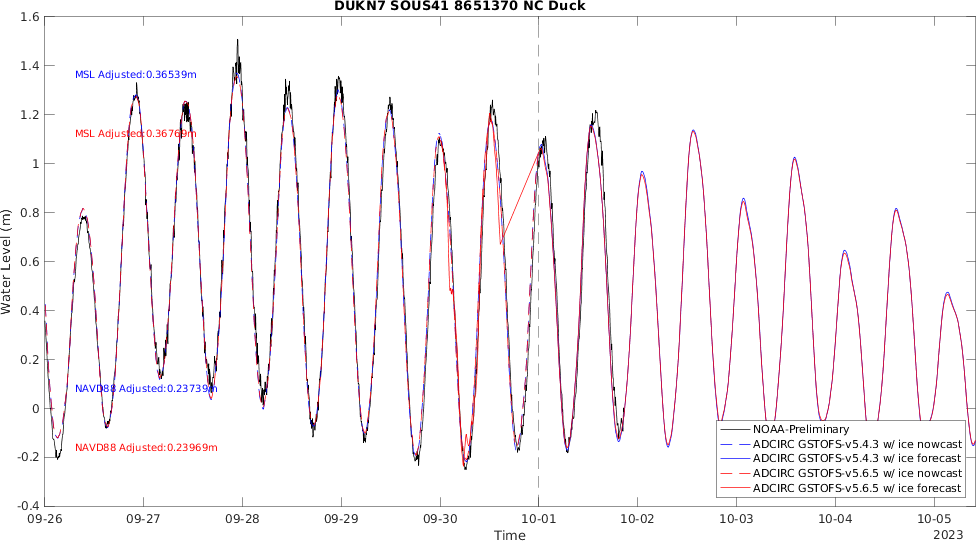 DUKN7 SOUS41 8651370 NC Duck
1.6
1.4
1.2
1
0.8
0.6
0.4
0.2
0
-0.2
-0.4
Water Level (m)
MSL Adjusted:0.36539m
MSL Adjusted:0.36769m
NAVD88 Adjusted:0.23739m
NAVD88 Adjusted:0.23969m
NOAA-Preliminary
ADCIRC GSTOFS-v5.4.3 w/ ice nowcast
ADCIRC GSTOFS-v5.4.3 w/ ice forecast
ADCIRC GSTOFS-v5.6.5 w/ ice nowcast
ADCIRC GSTOFS-v5.6.5 w/ ice forecast
09-26 09-27 09-28 09-29 09-30 10-01 10-02 10-03 10-04 10-05
Time
2023